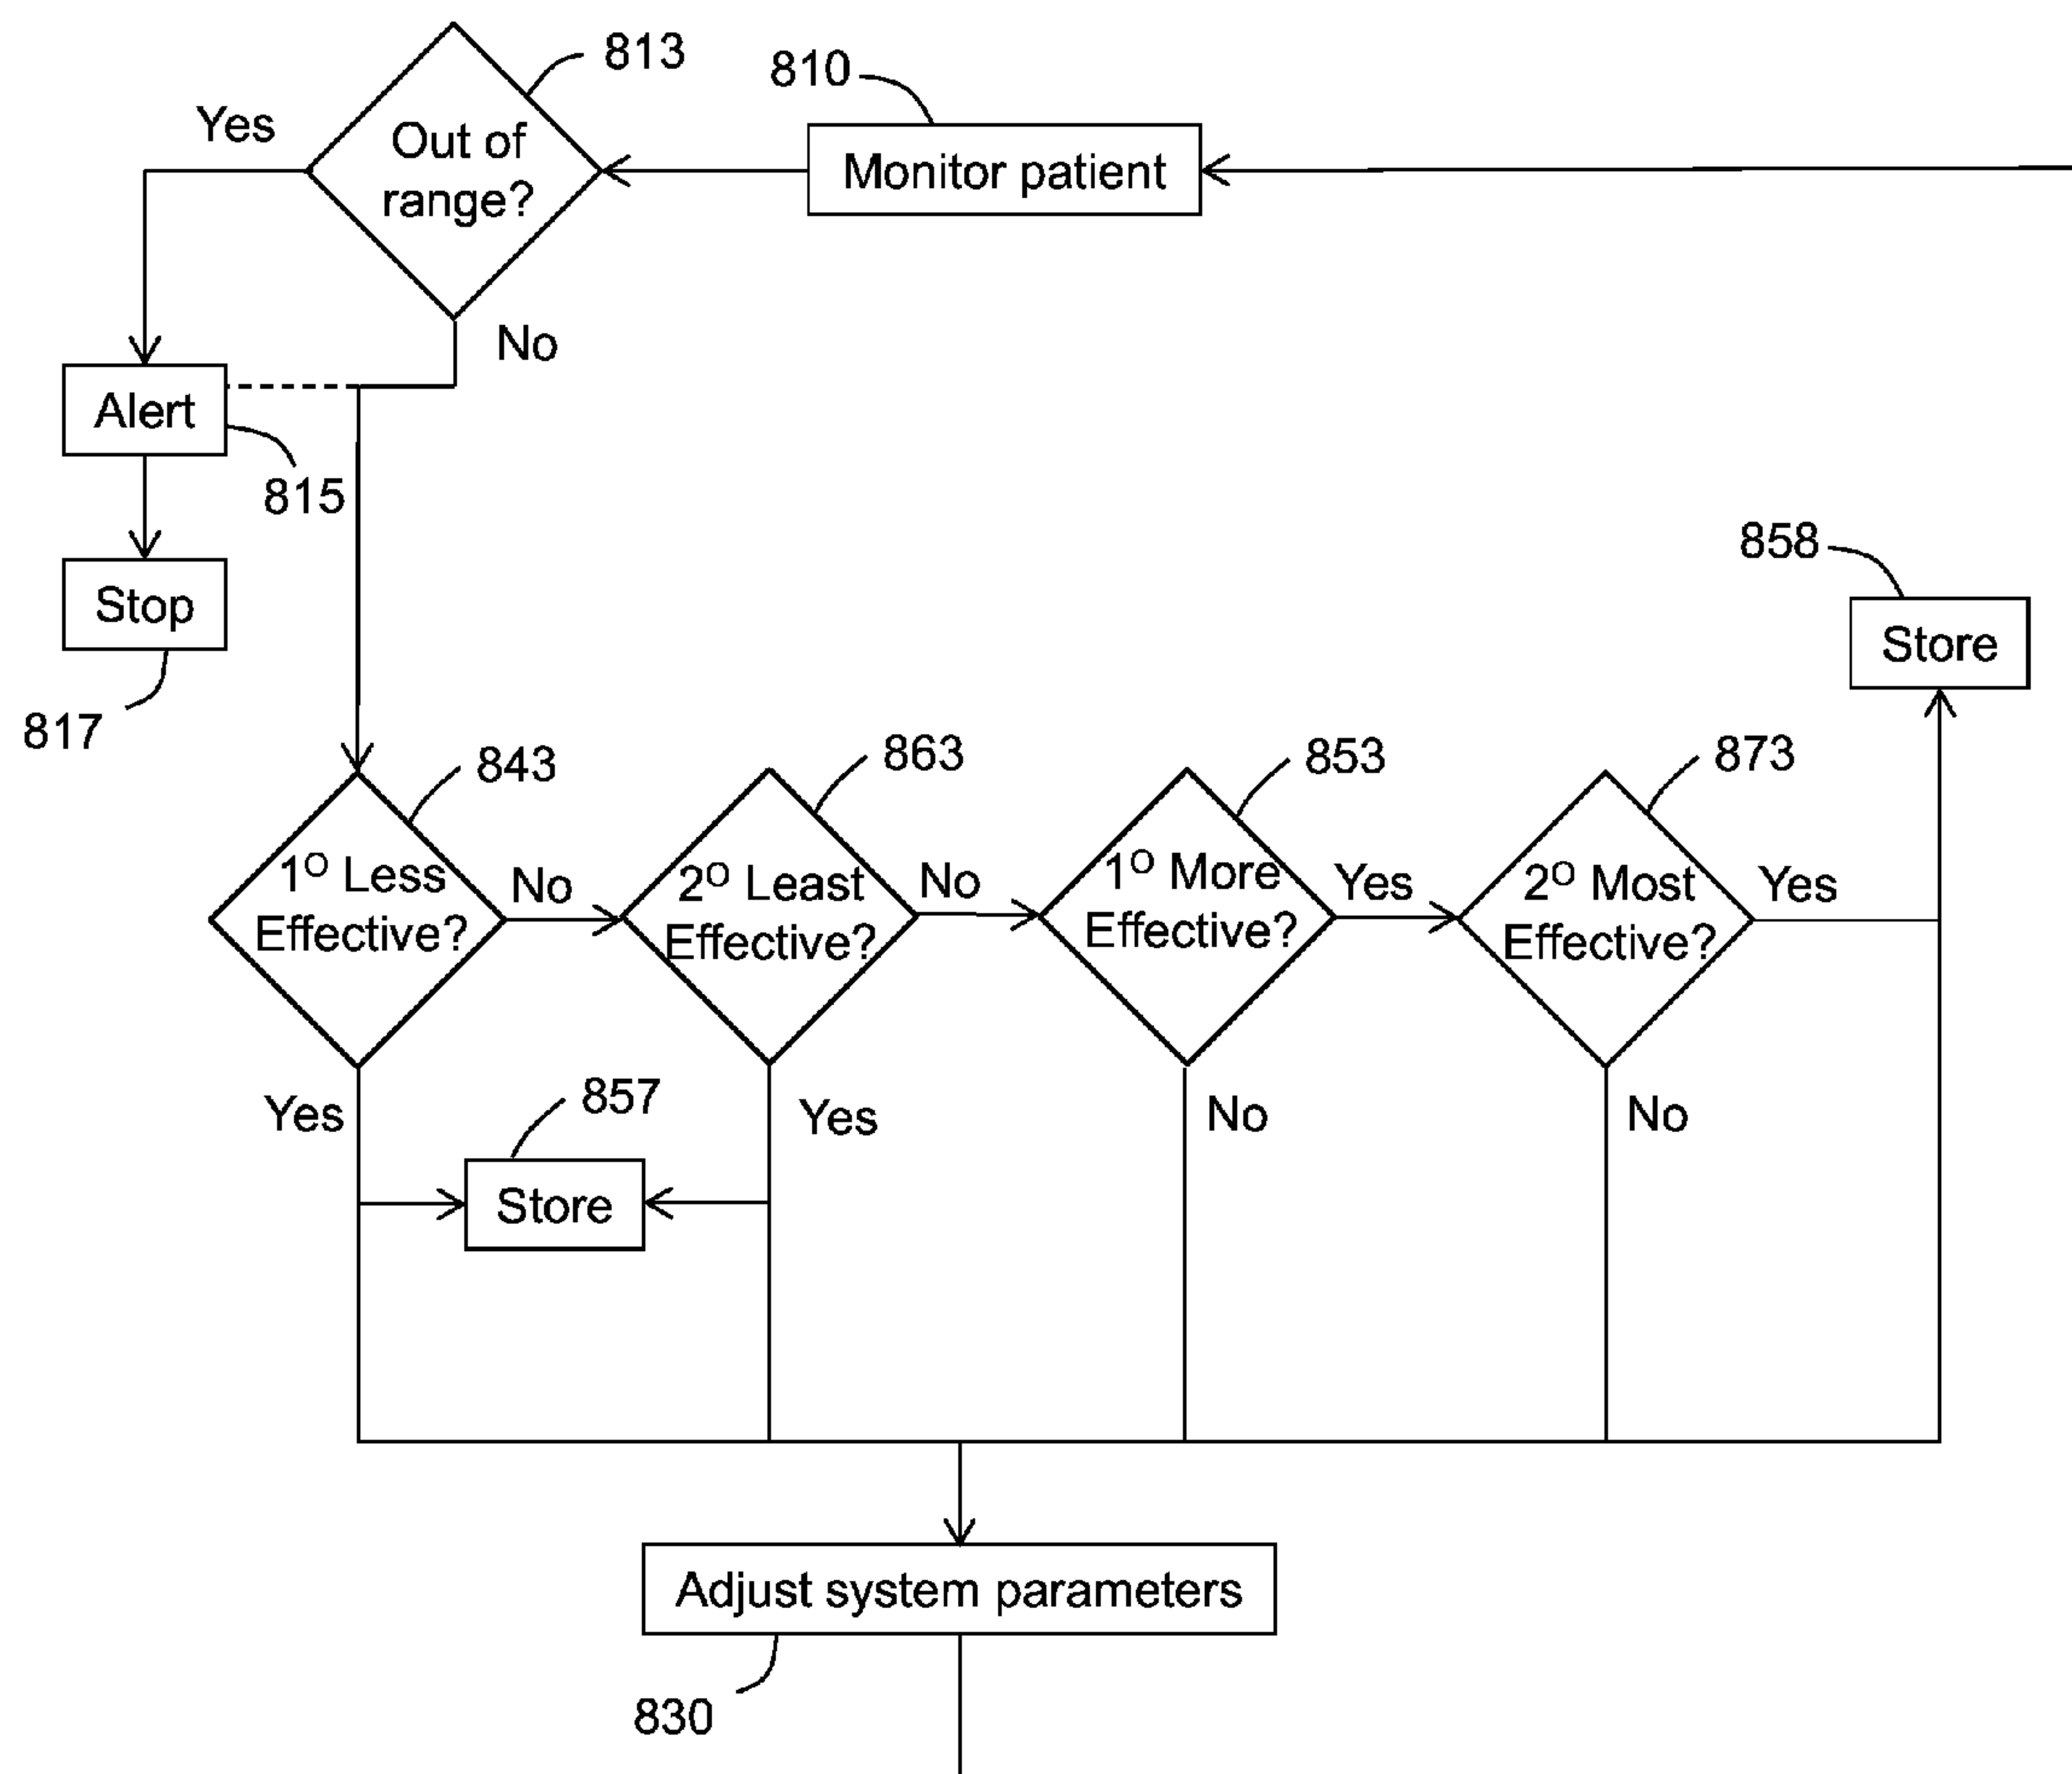 813
810
Yes
Out of
range?
Monitor patient
No
Alert
815
858
Stop
Store
817
843
863
853
873
1º Less
Effective?
No
2º Least
Effective?
No
1º More
Effective?
Yes
2º Most
Effective?
Yes
Yes
857
Yes
No
No
Store
Adjust system parameters
830